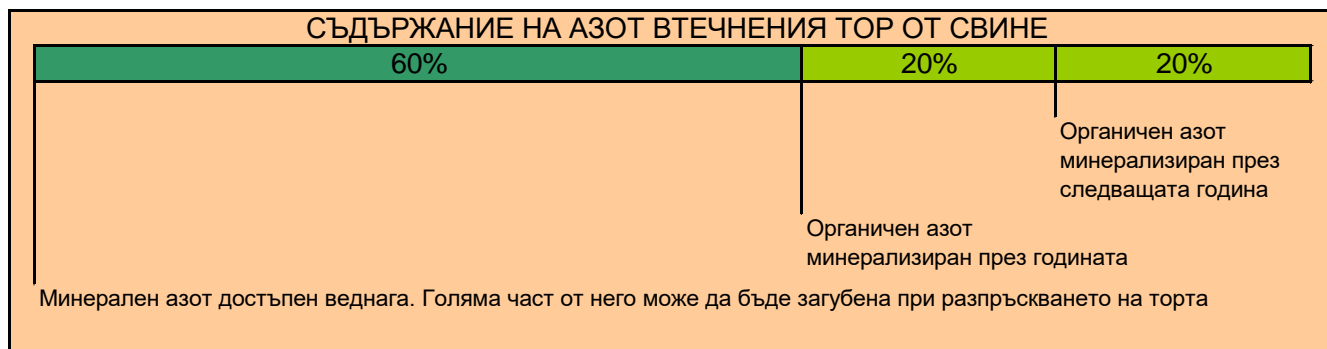 СЪДЪРЖАНИЕ НА АЗОТ ВТЕЧНЕНИЯ ТОР ОТ СВИНЕ
60% 20% 20%
Органичен азот
минерализиран през
следващата година
Органичен азот
минерализиран през годината
Минерален азот достъпен веднага. Голяма част от него може да бъде загубена при разпръскването на торта